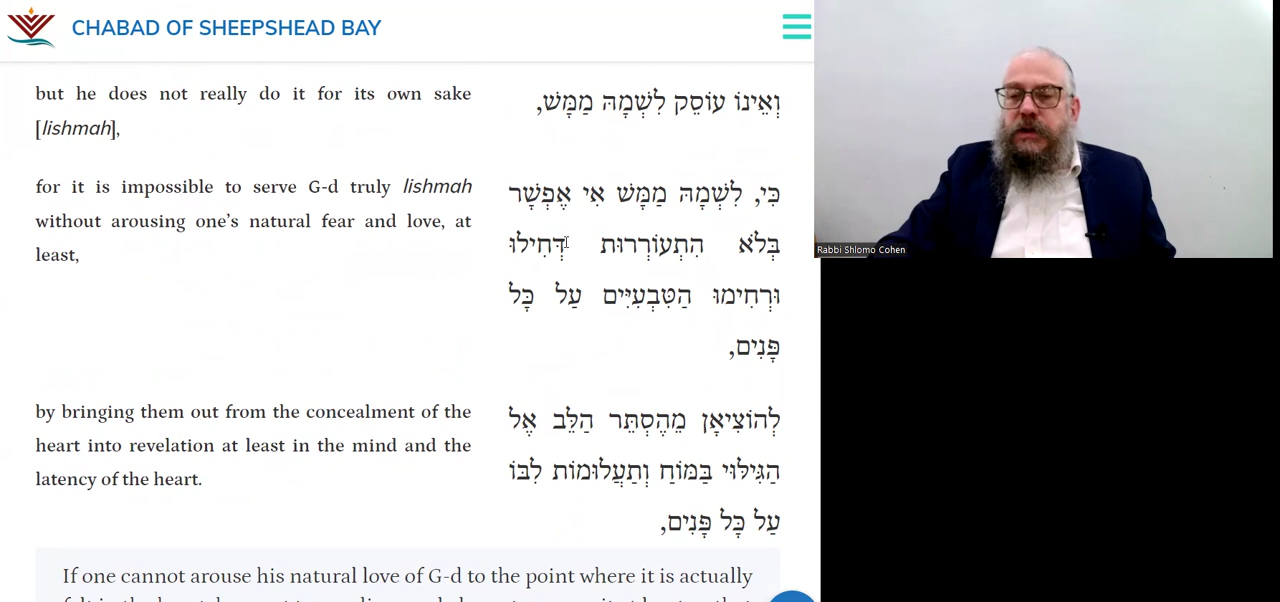 CHABAD OF SHEEPSHEAD BAY
but he does not really do it for its own sake
[lishmah],
וְאֵינוֹ עוֹסֵק לִשְׁמָהּ מַמָּשׁ,
for it is impossible to serve G-d truly lishmah
without arousing one’s natural fear and love, at
least,
כִּי, לִשְׁמָהּ מַמָּשׁ אִי אֶפְשָׁר
בְּלֹא הִתְעוֹרְרוּת דְּחִילוּ
וּרְחִימוּ הַטִּבְעִיִּים עַל כָּל
פָּנִים,
by bringing them out from the concealment of the
heart into revelation at least in the mind and the
latency of the heart.
לְהוֹצִיאָן מֵהֶסְתֵּר הַלֵּב אֶל
הַגִּילּוּי בַּמּוֹחַ וְתַעֲלוּמוֹת לִבּוֹ
עַל כָּל פָּנִים,
If one cannot arouse his natural love of G-d to the point where it is actually
Rabbi Shlomo Cohen